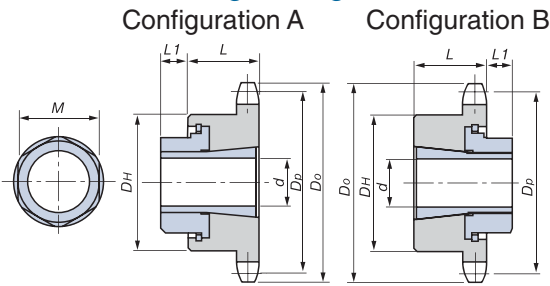 Configuration A
Configuration B
L1 L
L L1
M
DH
d
Dp
Do
Do
DH
d
Dp